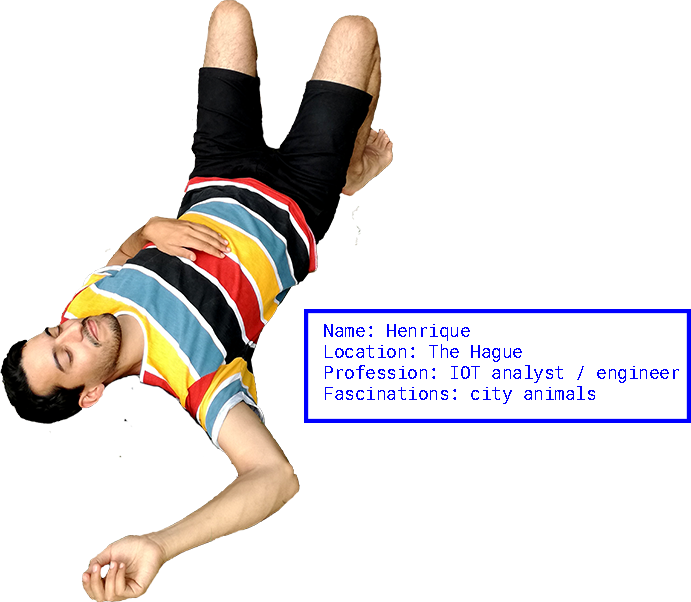 Name: Henrique
Location: The Hague
Profession: IOT analyst / engineer
Fascinations: city animals